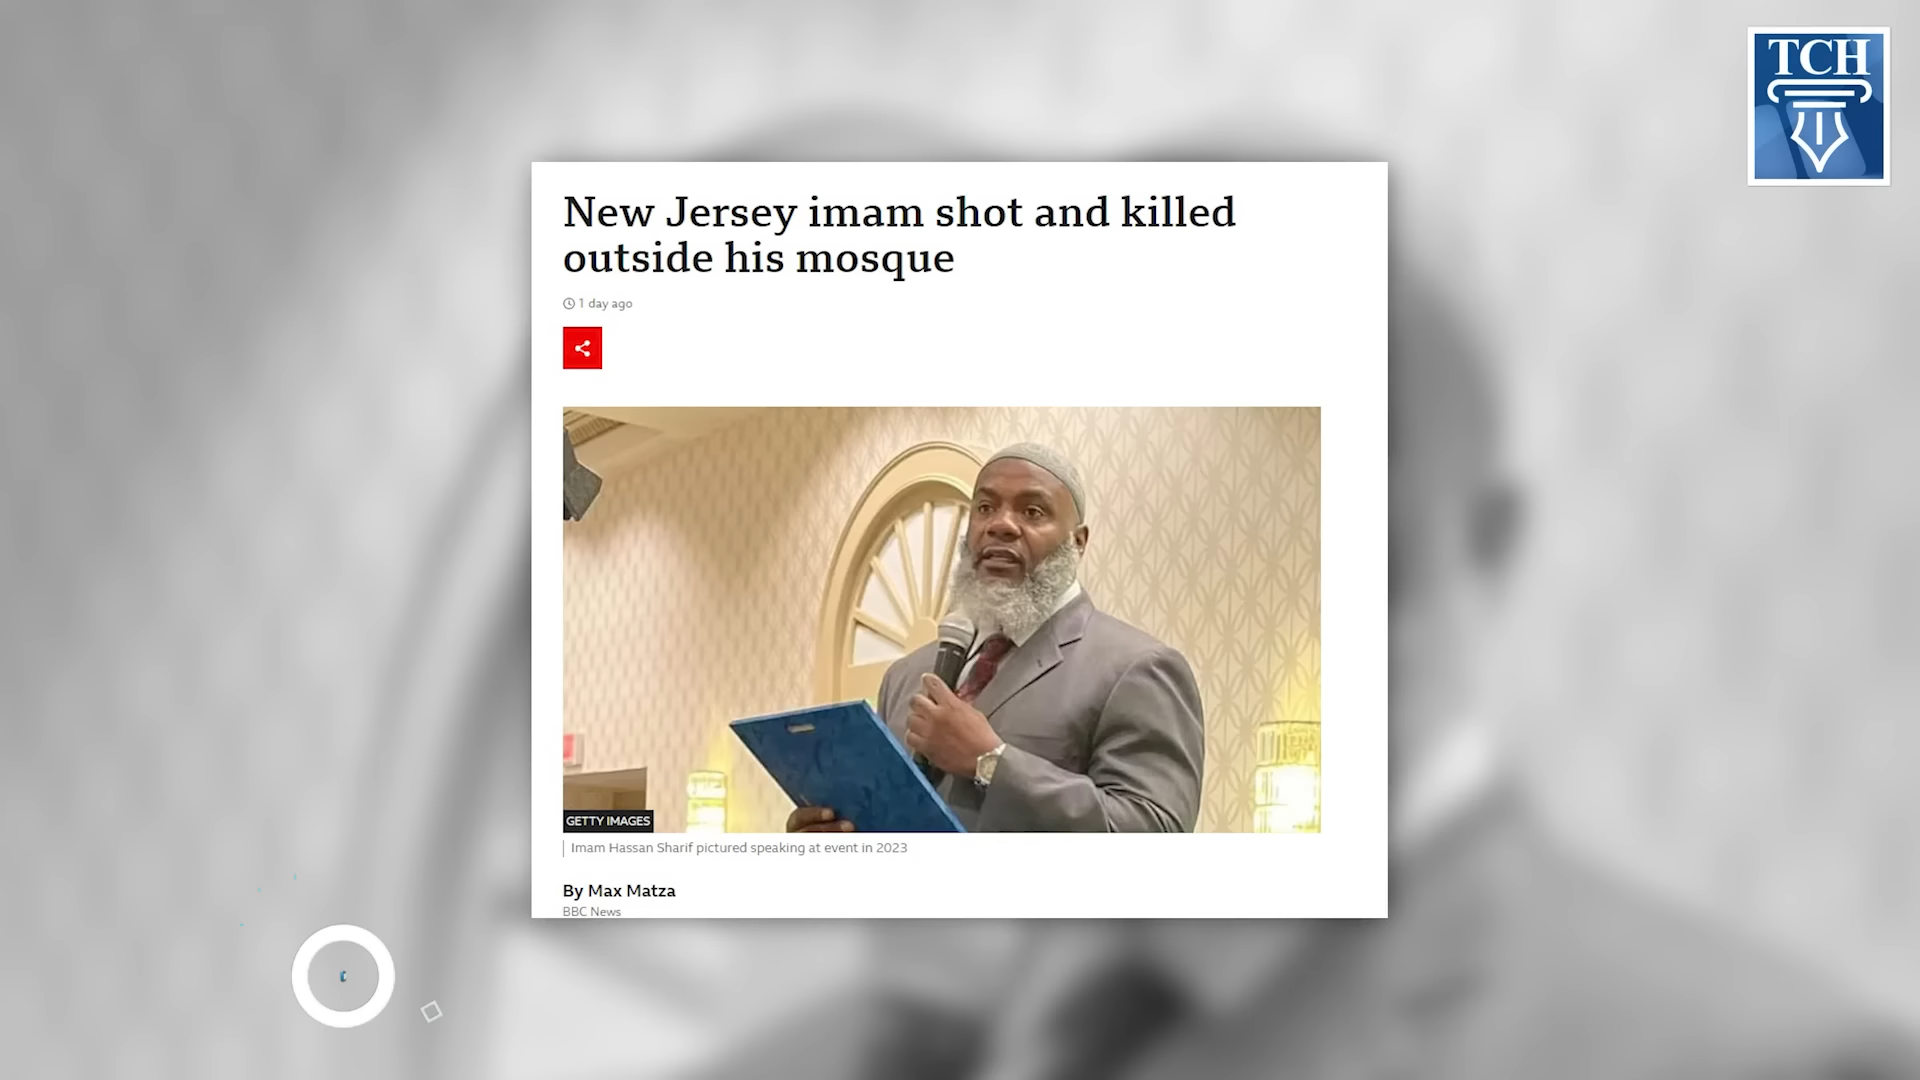 TCH
New Jersey imam shot and killed
outside his mosque
1 day ago
GETTY IMAGES
Imam Hassan Sharif pictured speaking at event in 2023
By Max Matza
BBC News